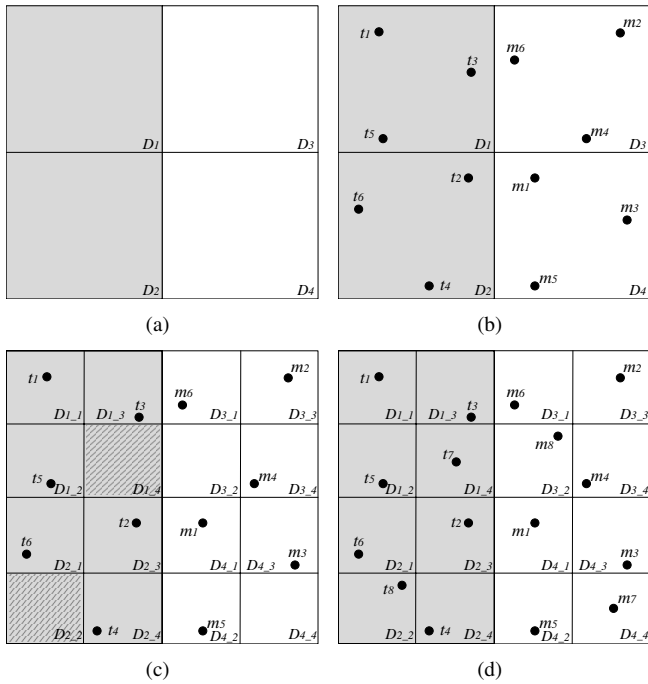 D1 D3
D2 D4
(a)
t1 m2
m6
t3
t5 m4
D1 D3
t2 m1
t6 m3
t4 m5
D2 D4
(b)
t1 m2
m6
D1_1 D1_3 t3 D3_1 D3_3
t5 m4
D1_2 D1_4 D3_2 D3_4
t2 m1
t6 m3
D2_1 D2_3 D4_1 D4_3
t4 m5
D2_2 D2_4 D4_2 D4_4
(c)
t1 m2
m6
D1_1 D1_3 t3 D3_1 D3_3
m8
t7
t5 m4
D1_2 D1_4 D3_2 D3_4
t2 m1
t6 m3
D2_1 D2_3 D4_1 D4_3
t8 m7
t4 m5
D2_2 D2_4 D4_2 D4_4
(d)